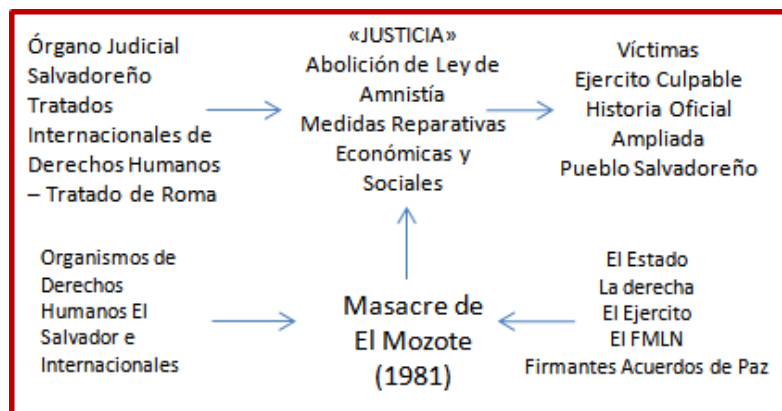 Órgano Judicial
Salvadoreño
Tratados
Internacionales de
Derechos Humanos
– Tratado de Roma
«JUSTICIA»
Abolición de Ley de
Amnistía
Medidas Reparativas
Económicas y
Sociales
Víctimas
Ejercito Culpable
Historia Oficial
Ampliada
Pueblo Salvadoreño
Organismos de
Derechos
Humanos El
Salvador e
Internacionales
Masacre de
El Mozote
(1981)
El Estado
La derecha
El Ejercito
El FMLN
Firmantes Acuerdos de Paz